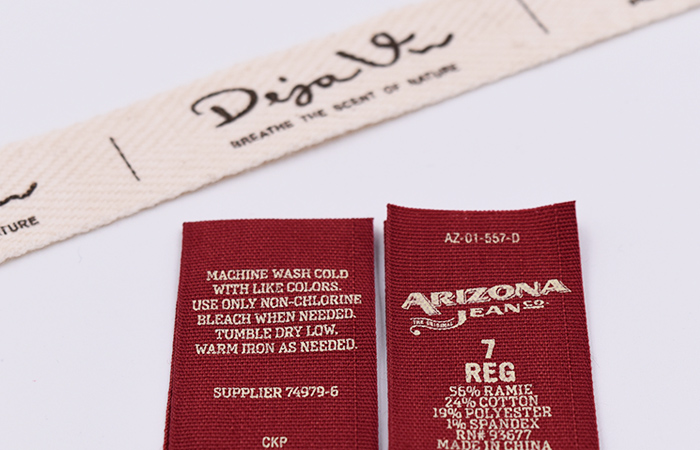 Deja Vu
BREATHE THE SCENT OF NATURE
NATURE
MACHINE WASH COLD
WITH LIKE COLORS.
USE ONLY NON-CHLORINE
BLEACH WHEN NEEDED.
TUMBLE DRY LOW.
WARM IRON AS NEEDED.
SUPPLIER 74979-6
CKP
AZ-01-557-D
ARIZONA
THE ORIGINAL JEAN CO.
7
REG
56% RAMIE
24% COTTON
19% POLYESTER
1% SPANDEX
RN# 93677
MADE IN CHINA